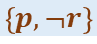 {p, ¬r}